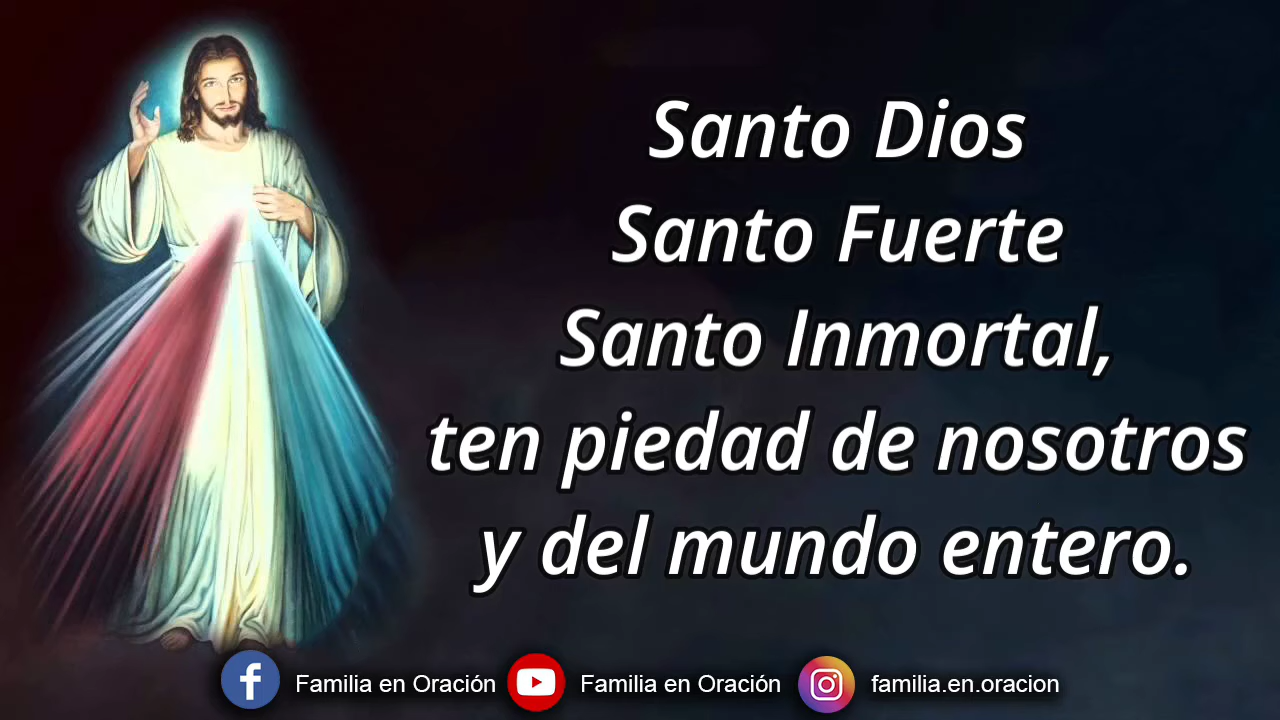 Santo Dios
Santo Fuerte
Santo Inmortal,
ten piedad de nosotros
y del mundo entero.
Familia en Oración Familia en Oración familia.en.oracion